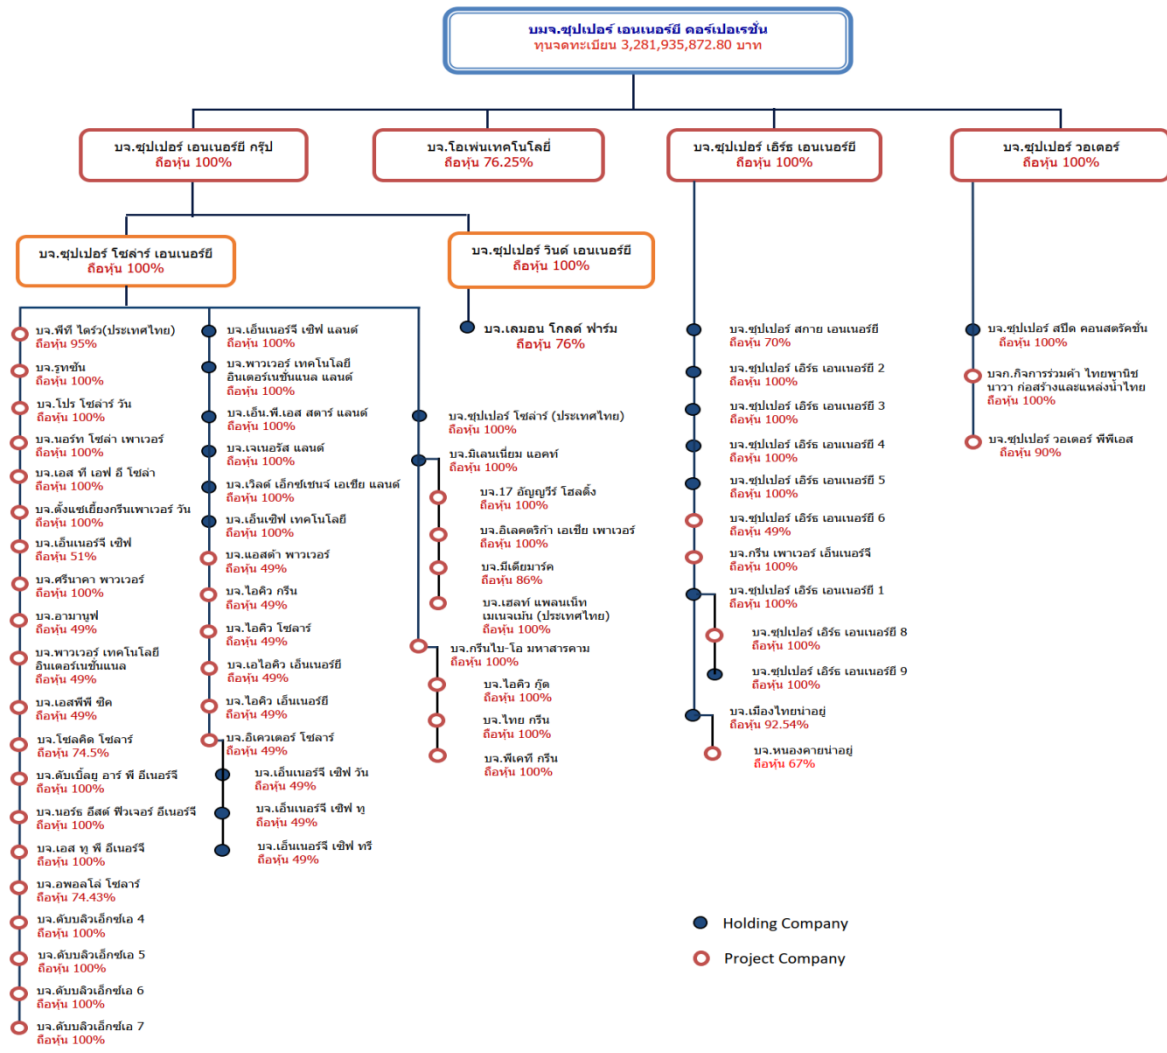 บมจ.ซุปเปอร์ เอนเนอร์ยี คอร์เปอเรชั่น
ทุนจดทะเบียน 3,281,935,872.80 บาท
บจ.ซุปเปอร์ เอนเนอร์ยี กรุ๊ป
ถือหุ้น 100%
บจ.โอเพ่นเทคโนโลยี่
ถือหุ้น 76.25%
บจ.ซุปเปอร์ เอิร์ธ เอนเนอร์ยี
ถือหุ้น 100%
บจ.ซุปเปอร์ วอเตอร์
ถือหุ้น 100%
บจ.ซุปเปอร์ โซล่าร์ เอนเนอร์ยี
ถือหุ้น 100%
บจ.ซุปเปอร์ วินด์ เอนเนอร์ยี
ถือหุ้น 100%
บจ.พีที ไดร้ว(ประเทศไทย)
ถือหุ้น 95%
บจ.รูทซัน
ถือหุ้น 100%
บจ.โปร โซล่าร์ วัน
ถือหุ้น 100%
บจ.นอร์ท โซล่า เพาเวอร์
ถือหุ้น 100%
บจ.เอส ที เอฟ อี โซล่า
ถือหุ้น 100%
บจ.ตั้งแซเยี้ยงกรีนเพาเวอร์ วัน
ถือหุ้น 100%
บจ.เอ็นเนอร์จี เซิฟ
ถือหุ้น 51%
บจ.ศรีนาคา พาวเวอร์
ถือหุ้น 100%
บจ.อามานูฟ
ถือหุ้น 49%
บจ.พาวเวอร์ เทคโนโลยี
อินเตอร์เนชั่นแนล
ถือหุ้น 49%
บจ.เอสพีพี ซิค
ถือหุ้น 49%
บจ.โซลคิด โซลาร์
ถือหุ้น 74.5%
บจ.ดับเบิ้ลยู อาร์ พี อีเนอร์จี
ถือหุ้น 100%
บจ.นอร์ธ อีสต์ ฟิวเจอร์ อีเนอร์จี
ถือหุ้น 100%
บจ.เอส ทู พี อีเนอร์จี
ถือหุ้น 100%
บจ.อพอลโล่ โซลาร์
ถือหุ้น 74.43%
บจ.ดับบลิวเอ็กซ์เอ 4
ถือหุ้น 100%
บจ.ดับบลิวเอ็กซ์เอ 5
ถือหุ้น 100%
บจ.ดับบลิวเอ็กซ์เอ 6
ถือหุ้น 100%
บจ.ดับบลิวเอ็กซ์เอ 7
ถือหุ้น 100%
บจ.เอ็นเนอร์จี เซิฟ แลนด์
ถือหุ้น 100%
บจ.พาวเวอร์ เทคโนโลยี
อินเตอร์เนชั่นแนล แลนด์
ถือหุ้น 100%
บจ.เอ็น.พี.เอส สตาร์ แลนด์
ถือหุ้น 100%
บจ.เจเนอรัส แลนด์
ถือหุ้น 100%
บจ.เวิลด์ เอ็กซ์เชนจ์ เอเชีย แลนด์
ถือหุ้น 100%
บจ.เอ็นเซิฟ เทคโนโลยี
ถือหุ้น 100%
บจ.แอสต้า พาวเวอร์
ถือหุ้น 49%
บจ.ไอคิว กรีน
ถือหุ้น 49%
บจ.ไอคิว โซลาร์
ถือหุ้น 49%
บจ.เอไอคิว เอ็นเนอร์ยี
ถือหุ้น 49%
บจ.ไอคิว เอ็นเนอร์ยี
ถือหุ้น 49%
บจ.อิเควเตอร์ โซลาร์
ถือหุ้น 49%
บจ.เอ็นเนอร์จี เซิฟ วัน
ถือหุ้น 49%
บจ.เอ็นเนอร์จี เซิฟ ทู
ถือหุ้น 49%
บจ.เอ็นเนอร์จี เซิฟ ทรี
ถือหุ้น 49%
บจ.ซุปเปอร์ โซล่าร์ (ประเทศไทย)
ถือหุ้น 100%
บจ.มิเลนเนี่ยม แอคท์
ถือหุ้น 100%
บจ.17 อัญญวีร์ โฮลดิ้ง
ถือหุ้น 100%
บจ.อิเลคตริก้า เอเชีย เพาเวอร์
ถือหุ้น 100%
บจ.มีเดียมาร์ค
ถือหุ้น 86%
บจ.เฮลท์ แพลนเน็ท
เมเนจเม้น (ประเทศไทย)
ถือหุ้น 100%
บจ.กรีนไบ-โอ มหาสารคาม
ถือหุ้น 100%
บจ.ไอคิว กู๊ด
ถือหุ้น 100%
บจ.ไทย กรีน
ถือหุ้น 100%
บจ.พีเคที กรีน
ถือหุ้น 100%
บจ.เลมอน โกลด์ ฟาร์ม
ถือหุ้น 76%
บจ.ซุปเปอร์ สกาย เอนเนอร์ยี
ถือหุ้น 70%
บจ.ซุปเปอร์ เอิร์ธ เอนเนอร์ยี 2
ถือหุ้น 100%
บจ.ซุปเปอร์ เอิร์ธ เอนเนอร์ยี 3
ถือหุ้น 100%
บจ.ซุปเปอร์ เอิร์ธ เอนเนอร์ยี 4
ถือหุ้น 100%
บจ.ซุปเปอร์ เอิร์ธ เอนเนอร์ยี 5
ถือหุ้น 100%
บจ.ซุปเปอร์ เอิร์ธ เอนเนอร์ยี 6
ถือหุ้น 49%
บจ.กรีน เพาเวอร์ เอ็นเนอร์จี
ถือหุ้น 100%
บจ.ซุปเปอร์ เอิร์ธ เอนเนอร์ยี 1
ถือหุ้น 100%
บจ.ซุปเปอร์ เอิร์ธ เอนเนอร์ยี 8
ถือหุ้น 100%
บจ.ซุปเปอร์ เอิร์ธ เอนเนอร์ยี 9
ถือหุ้น 100%
บจ.เมืองไทยน่าอยู่
ถือหุ้น 92.54%
บจ.หนองคายน่าอยู่
ถือหุ้น 67%
บจ.ซุปเปอร์ สปีด คอนสตรัคชั่น
ถือหุ้น 100%
บจก.กิจการร่วมค้า ไทยพานิช
นาวา ก่อสร้างและแหล่งน้ำไทย
ถือหุ้น 100%
บจ.ซุปเปอร์ วอเตอร์ พีพีเอส
ถือหุ้น 90%
Holding Company
Project Company